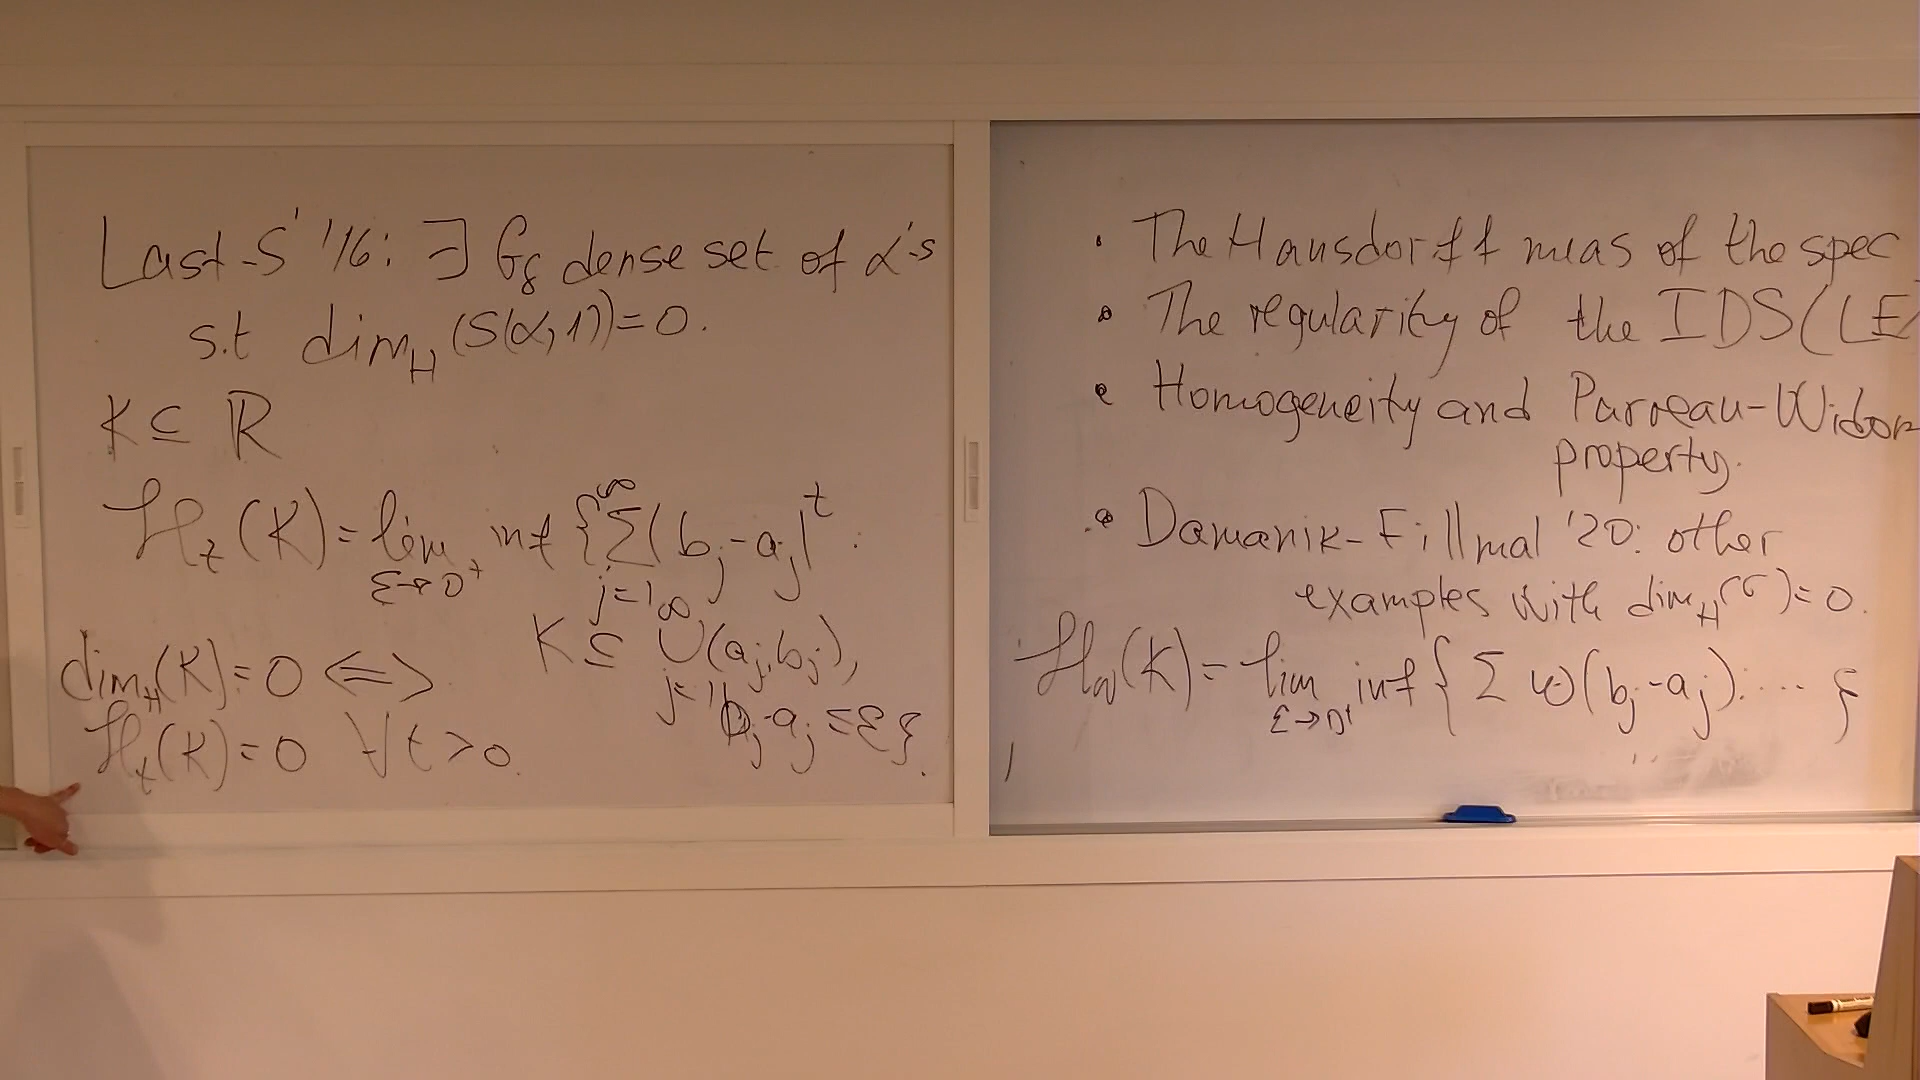 Last-S '16: ∃ G_δ dense set of α's
s.t dim_H (S(α,1))=0.
K ⊆ ℝ
ℋ_t (K) = lim_{ε→0⁺} inf {∑_{j=1}^∞ (b_j-a_j)^t :
K ⊆ ∪_{j=1}^∞ (a_j,b_j),
b_j-a_j ≤ε}.
dim_H(K)=0 <=>
ℋ_t(K)=0 ∀t>0.
• The Hausdorff meas of the spec
• The regularity of the IDS (LE)
• Homogeneity and Parreau-Widom
property.
• Damanik-Fillmal '20: other
examples with dim_H(σ)=0.
ℋ_ω(K)= lim_{ε→0⁺} inf { ∑ ω(b_j-a_j): ... }